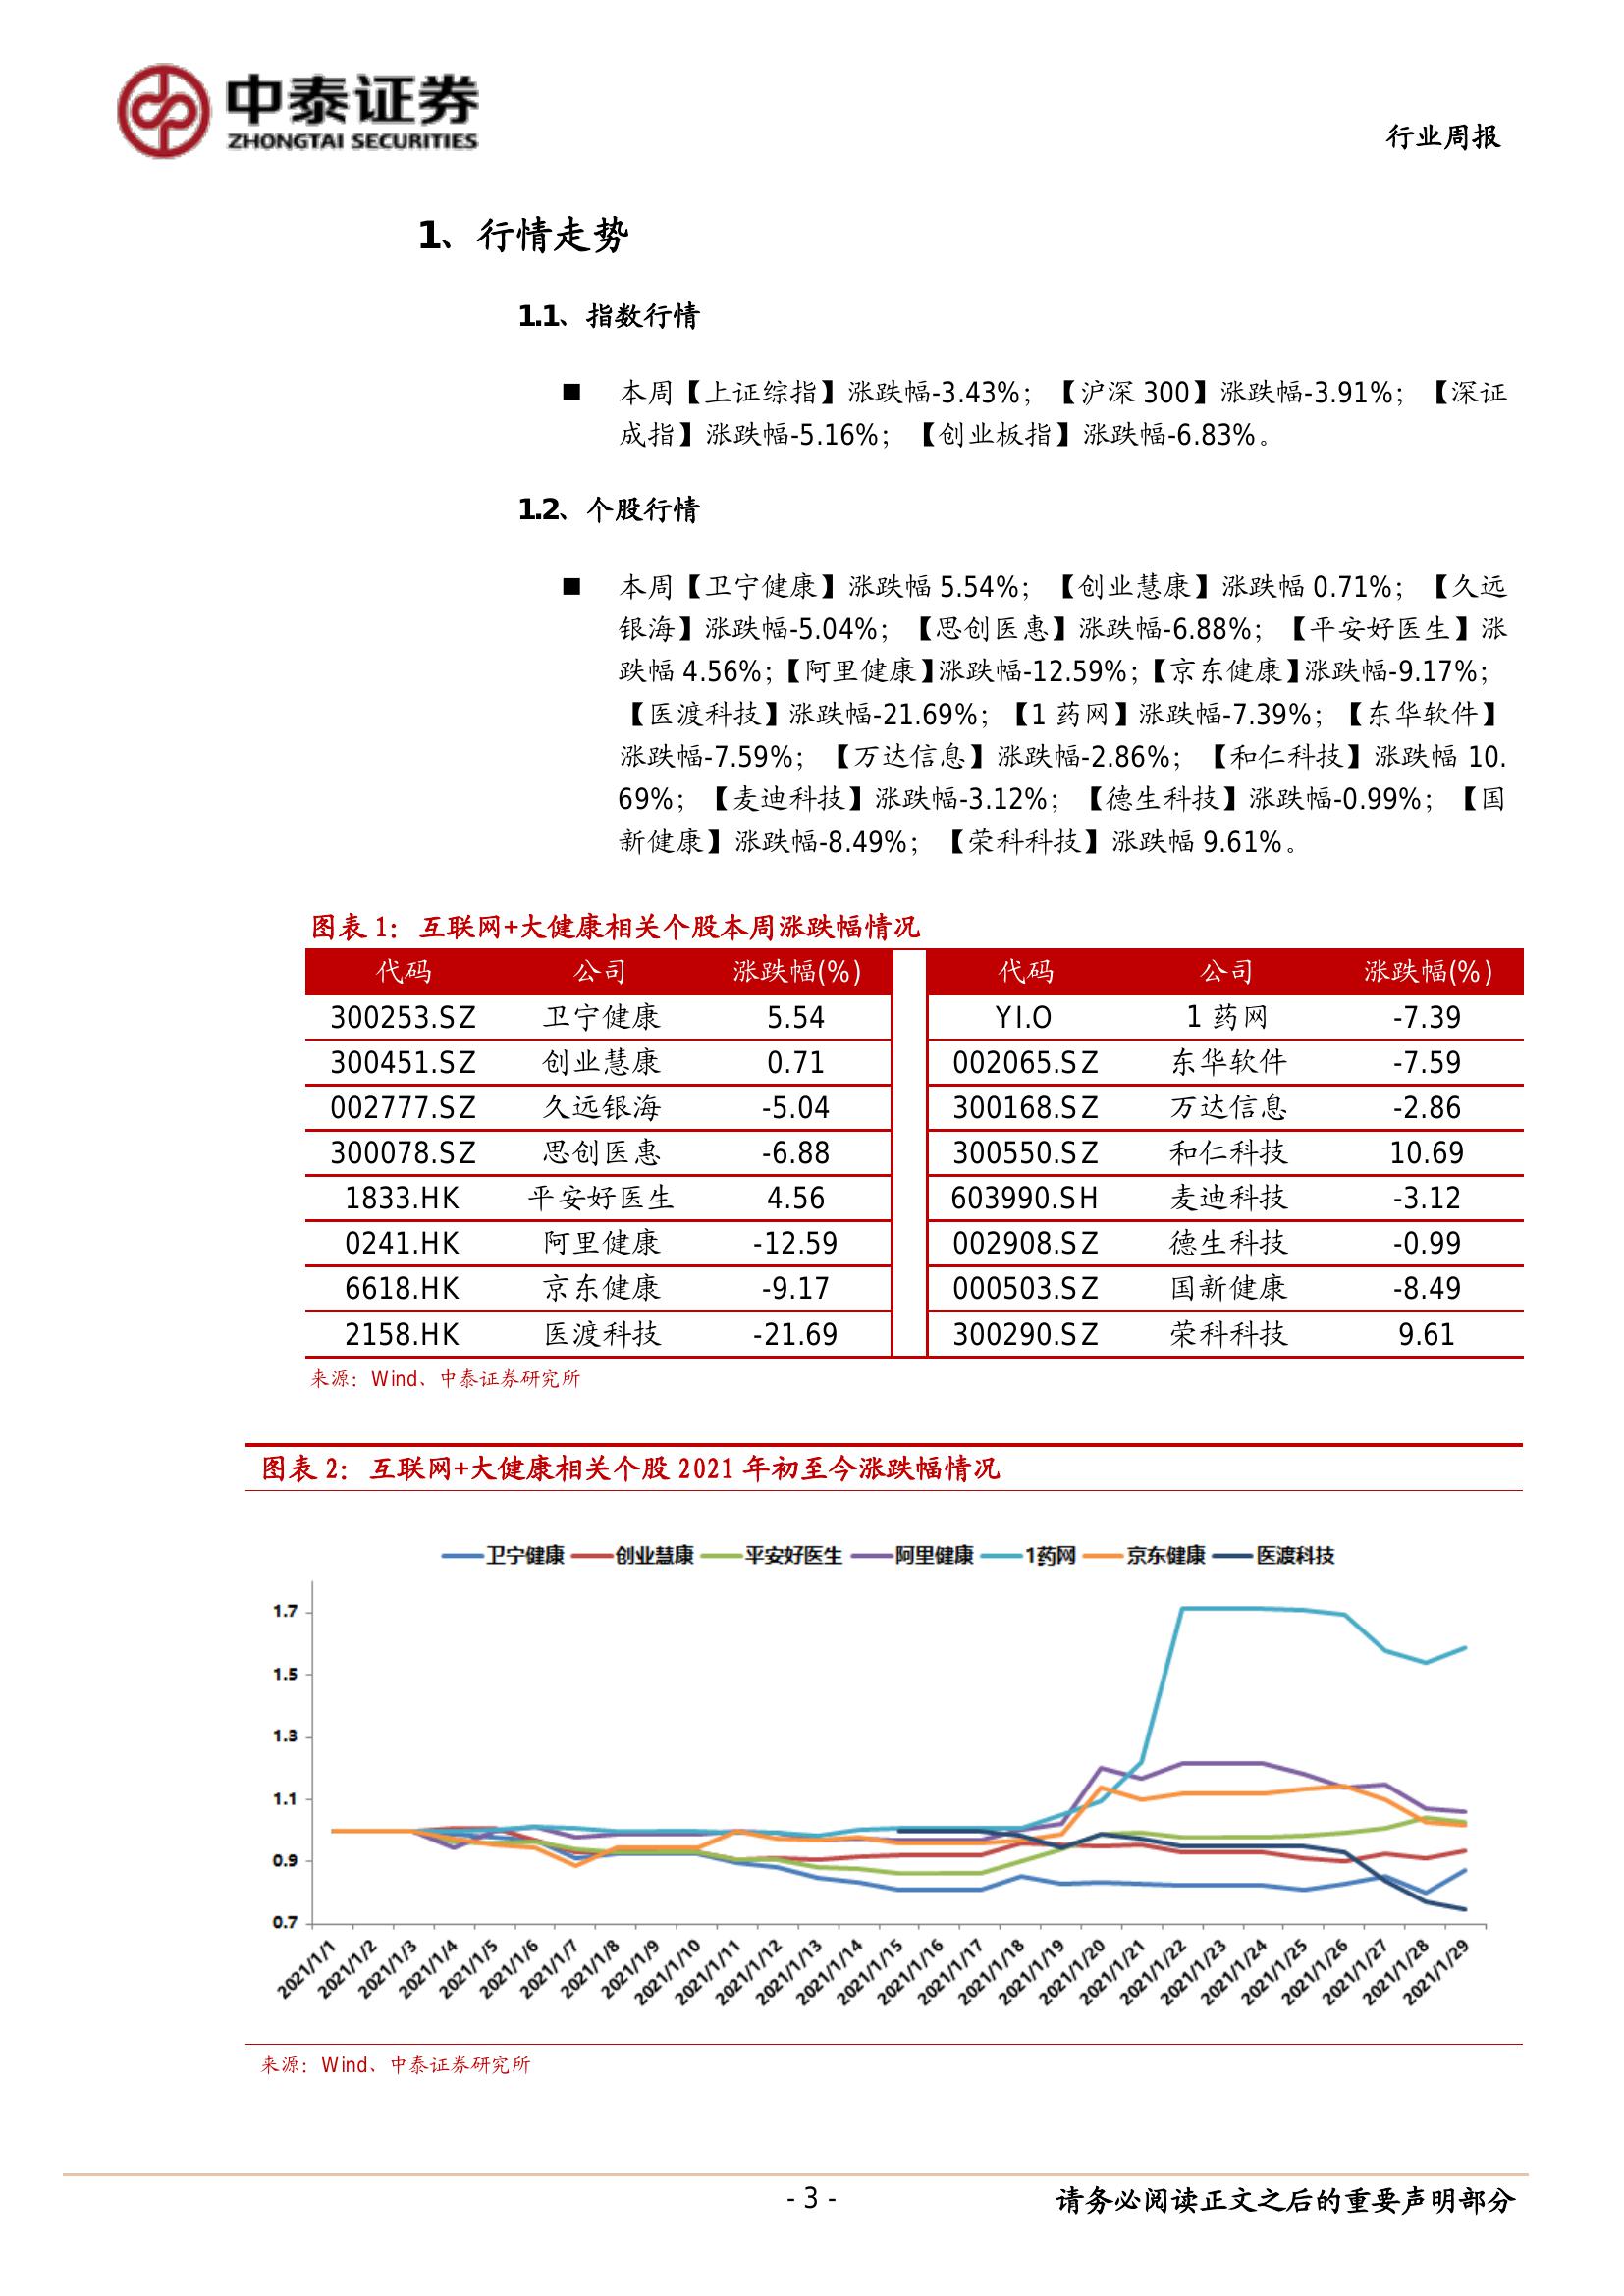 中泰证券
ZHONGTAI SECURITIES
行业周报
1、行情走势
1.1、指数行情
■ 本周【上证综指】涨跌幅-3.43%；【沪深 300】涨跌幅-3.91%；【深证
成指】涨跌幅-5.16%；【创业板指】涨跌幅-6.83%。
1.2、个股行情
■ 本周【卫宁健康】涨跌幅 5.54%；【创业慧康】涨跌幅 0.71%；【久远
银海】涨跌幅-5.04%；【思创医惠】涨跌幅-6.88%；【平安好医生】涨
跌幅 4.56%；【阿里健康】涨跌幅-12.59%；【京东健康】涨跌幅-9.17%；
【医渡科技】涨跌幅-21.69%；【1 药网】涨跌幅-7.39%；【东华软件】
涨跌幅-7.59%；【万达信息】涨跌幅-2.86%；【和仁科技】涨跌幅 10.
69%；【麦迪科技】涨跌幅-3.12%；【德生科技】涨跌幅-0.99%；【国
新健康】涨跌幅-8.49%；【荣科科技】涨跌幅 9.61%。
图表 1：互联网+大健康相关个股本周涨跌幅情况
代码 公司 涨跌幅(%) 代码 公司 涨跌幅(%)
300253.SZ 卫宁健康 5.54 YI.O 1 药网 -7.39
300451.SZ 创业慧康 0.71 002065.SZ 东华软件 -7.59
002777.SZ 久远银海 -5.04 300168.SZ 万达信息 -2.86
300078.SZ 思创医惠 -6.88 300550.SZ 和仁科技 10.69
1833.HK 平安好医生 4.56 603990.SH 麦迪科技 -3.12
0241.HK 阿里健康 -12.59 002908.SZ 德生科技 -0.99
6618.HK 京东健康 -9.17 000503.SZ 国新健康 -8.49
2158.HK 医渡科技 -21.69 300290.SZ 荣科科技 9.61
来源：Wind、中泰证券研究所
图表 2：互联网+大健康相关个股 2021 年初至今涨跌幅情况
卫宁健康 创业慧康 平安好医生 阿里健康 1药网 京东健康 医渡科技
1.7
1.5
1.3
1.1
0.9
0.7
2021/1/1 2021/1/2 2021/1/3 2021/1/4 2021/1/5 2021/1/6 2021/1/7 2021/1/8 2021/1/9 2021/1/10 2021/1/11 2021/1/12 2021/1/13 2021/1/14 2021/1/15 2021/1/16 2021/1/17 2021/1/18 2021/1/19 2021/1/20 2021/1/21 2021/1/22 2021/1/23 2021/1/24 2021/1/25 2021/1/26 2021/1/27 2021/1/28 2021/1/29
来源：Wind、中泰证券研究所
- 3 -
请务必阅读正文之后的重要声明部分